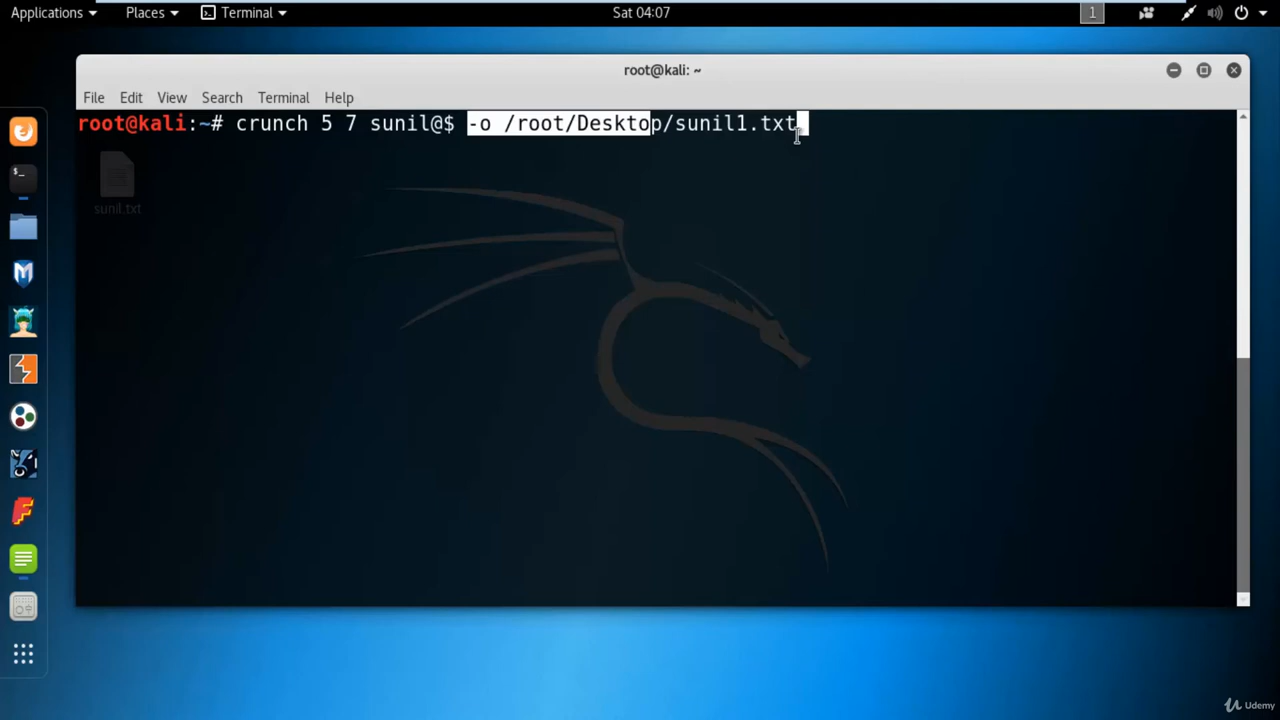 Applications Places Terminal Sat 04:07 1
root@kali: ~
File Edit View Search Terminal Help
root@kali:~# crunch 5 7 sunil@$ -o /root/Desktop/sunil1.txt
sunil.txt
Udemy